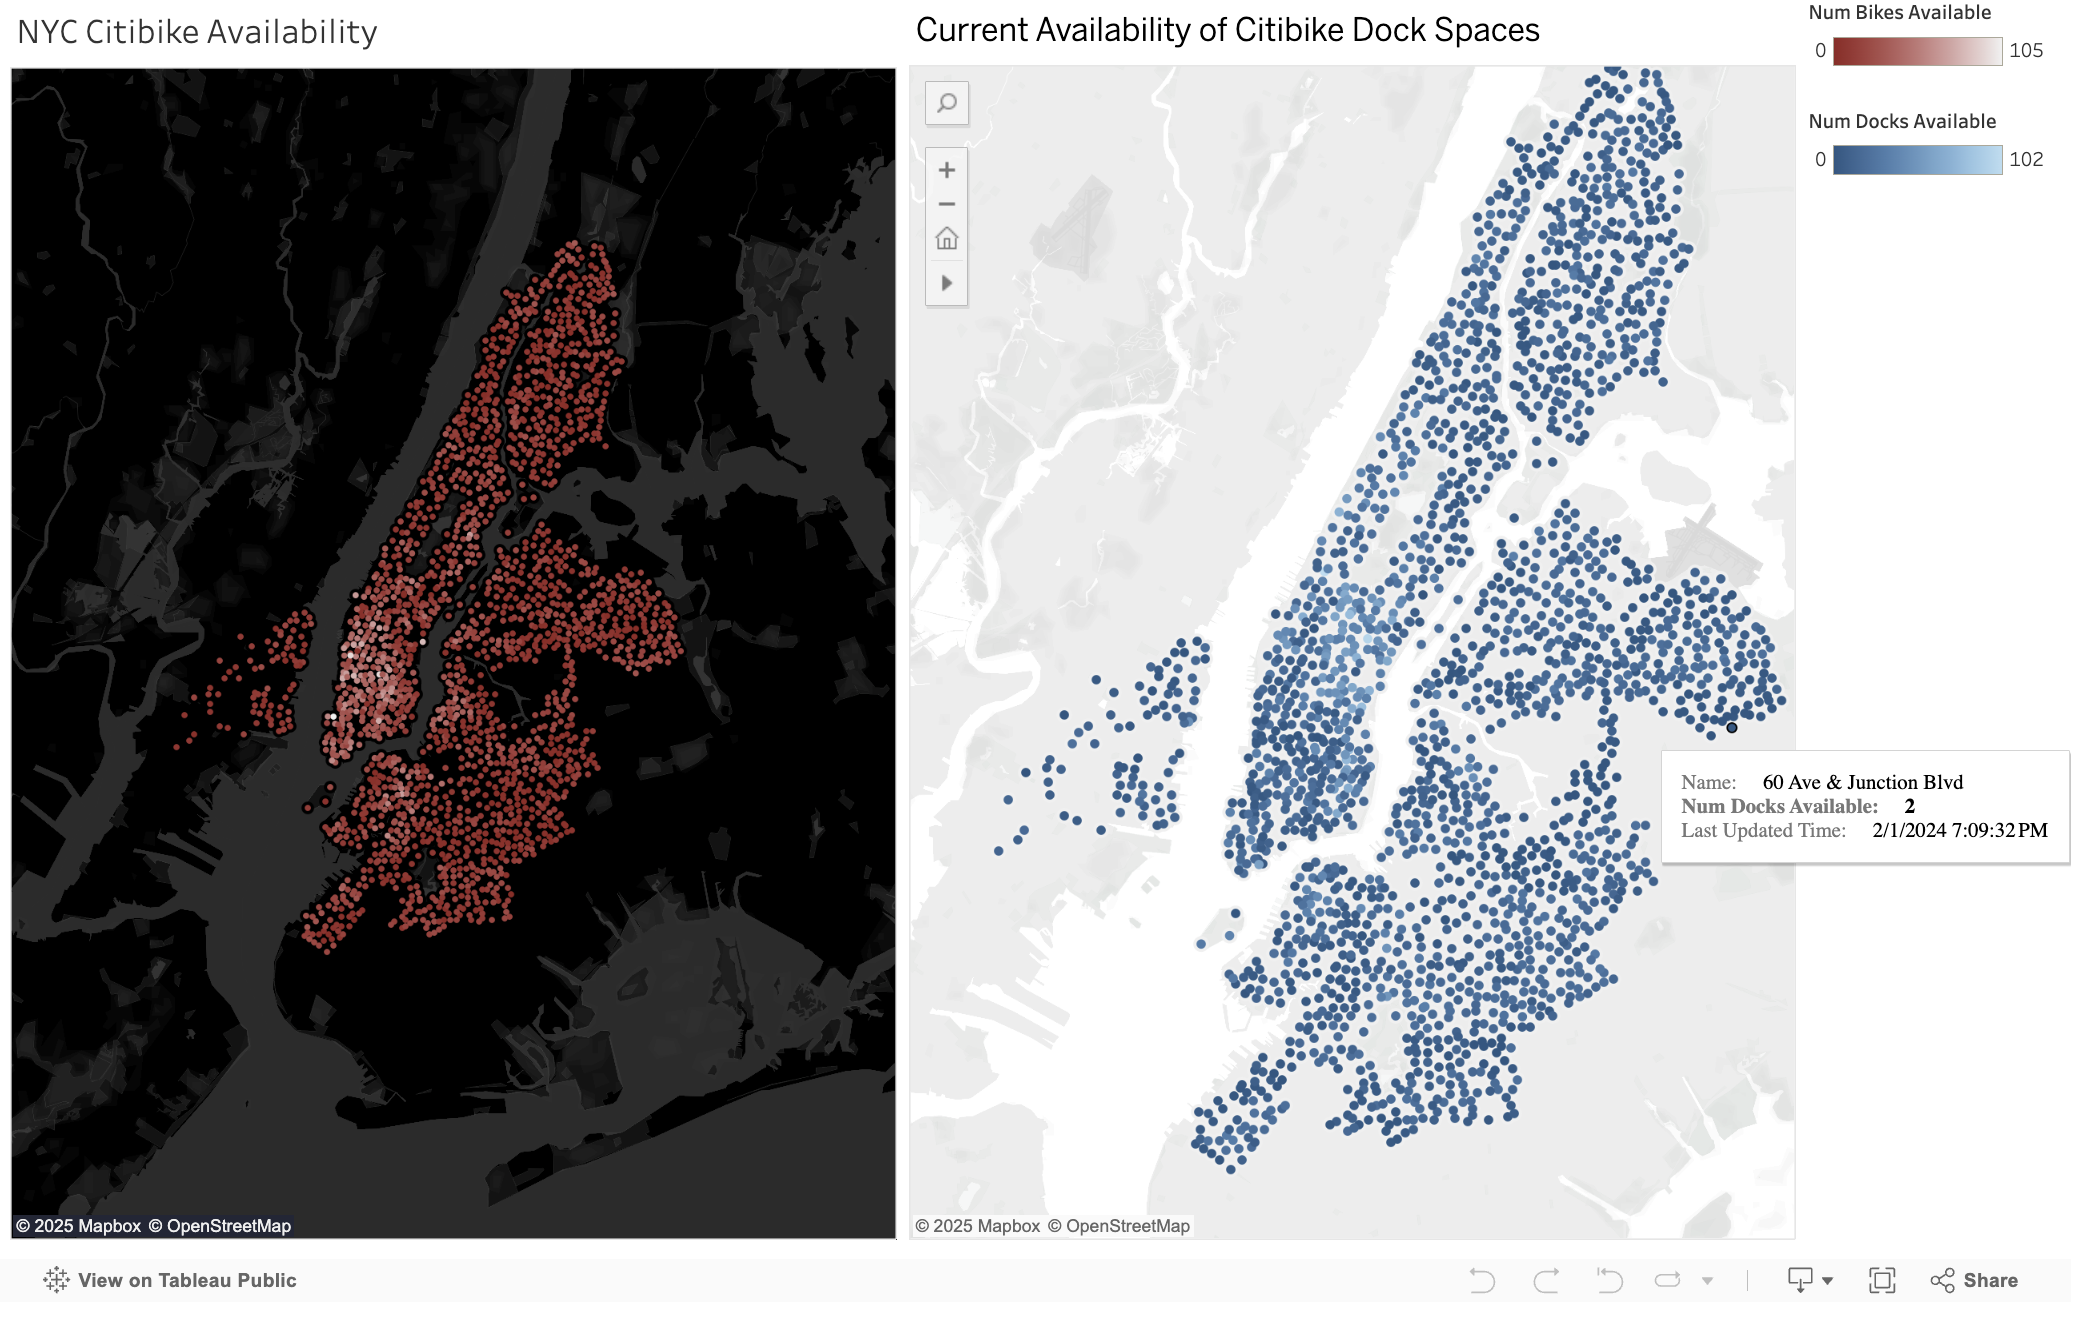 NYC Citibike Availability
Current Availability of Citibike Dock Spaces
Num Bikes Available
0 105
Num Docks Available
0 102
Name: 60 Ave & Junction Blvd
Num Docks Available: 2
Last Updated Time: 2/1/2024 7:09:32 PM
© 2025 Mapbox © OpenStreetMap
© 2025 Mapbox © OpenStreetMap
View on Tableau Public
Share